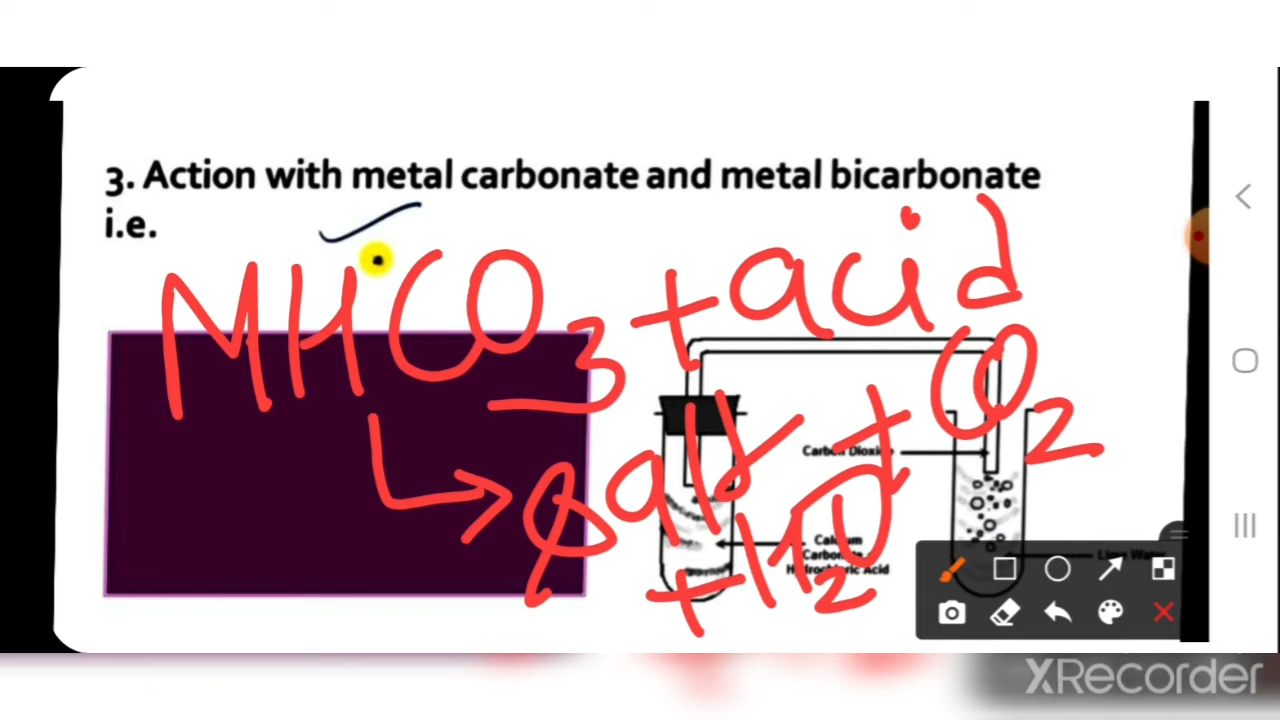 3. Action with metal carbonate and metal bicarbonate
i.e.
MHCO3 + acid
→ Salt + CO2
+ H2O
Carbon Dioxide
Calcium
Carbonate
Hydrochloric Acid
Lime Water
XRecorder